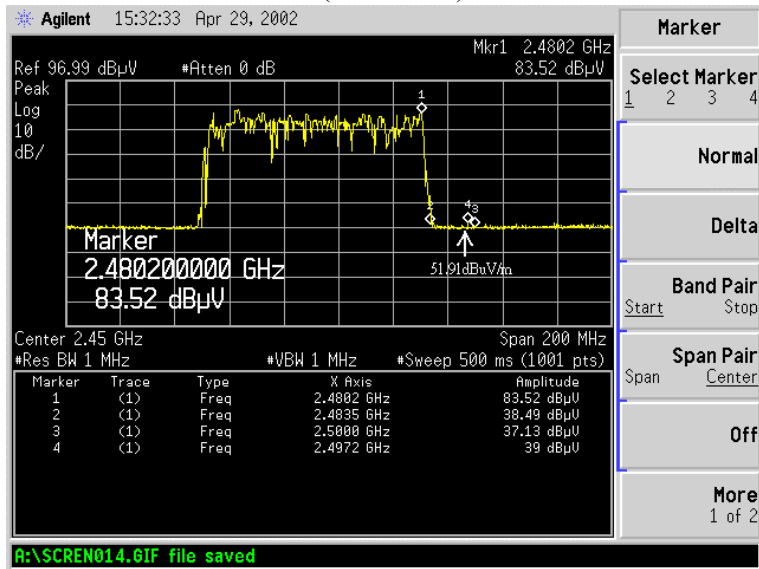 Agilent 15:32:33 Apr 29, 2002
Mkr1 2.4802 GHz
Ref 96.99 dBµV #Atten 0 dB 83.52 dBµV
Peak
Log
10
dB/
1
2
4
3
Marker
2.480200000 GHz
83.52 dBµV
51.91dBuV/m
Center 2.45 GHz Span 200 MHz
#Res BW 1 MHz #VBW 1 MHz #Sweep 500 ms (1001 pts)
Marker Trace Type X Axis Amplitude
1 (1) Freq 2.4802 GHz 83.52 dBµV
2 (1) Freq 2.4835 GHz 38.49 dBµV
3 (1) Freq 2.5000 GHz 37.13 dBµV
4 (1) Freq 2.4972 GHz 39 dBµV
A:\SCREN014.GIF file saved
Marker
Select Marker
1 2 3 4
Normal
Delta
Band Pair
Start Stop
Span Pair
Span Center
Off
More
1 of 2